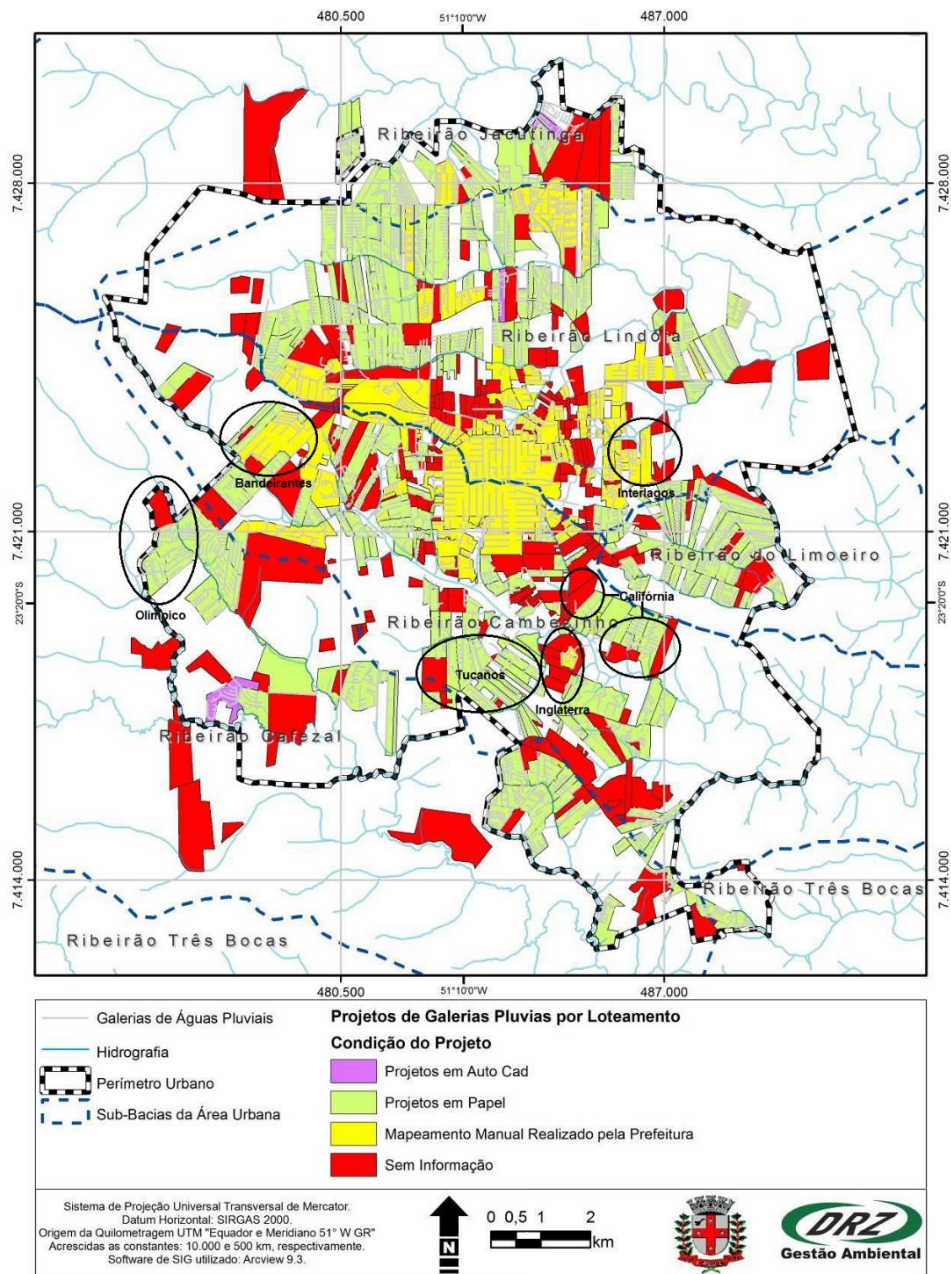 480.500
51°10'0"W
487.000
Ribeirão Jacutinga
7.428.000
7.428.000
Ribeirão Lindóia
Bandeirantes
Interlagos
7.421.000
7.421.000
Ribeirão do Limoeiro
Olimpico
23°20'0"S
23°20'0"S
Califórnia
Ribeirão Cambezinho
Tucanos
Inglaterra
Ribeirão Cafezal
7.414.000
7.414.000
Ribeirão Três Bocas
Ribeirão Três Bocas
480.500
51°10'0"W
487.000
Galerias de Águas Pluviais
Hidrografia
Perímetro Urbano
Sub-Bacias da Área Urbana
Projetos de Galerias Pluvias por Loteamento
Condição do Projeto
Projetos em Auto Cad
Projetos em Papel
Mapeamento Manual Realizado pela Prefeitura
Sem Informação
Sistema de Projeção Universal Transversal de Mercator.
Datum Horizontal: SIRGAS 2000.
Origem da Quilometragem UTM "Equador e Meridiano 51° W GR"
Acrescidas as constantes: 10.000 e 500 km, respectivamente.
Software de SIG utilizado: Arcview 9.3.
N
0 0,5 1 2
km
DRZ
Gestão Ambiental